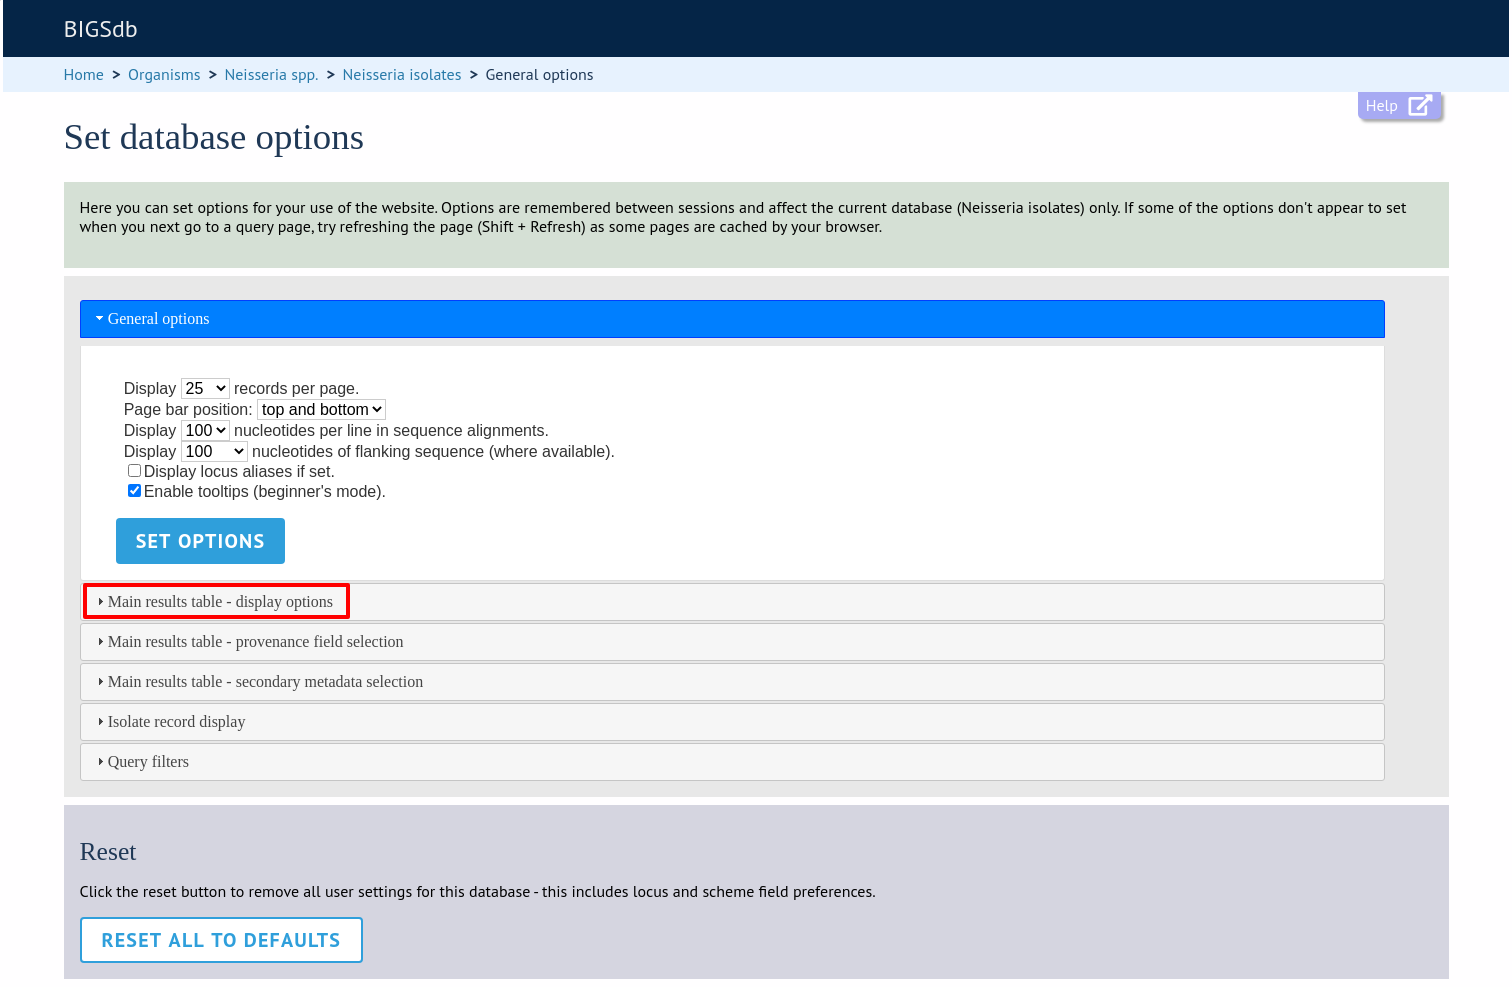 BIGSdb
Home > Organisms > Neisseria spp. > Neisseria isolates > General options
Help
Set database options
Here you can set options for your use of the website. Options are remembered between sessions and affect the current database (Neisseria isolates) only. If some of the options don't appear to set
when you next go to a query page, try refreshing the page (Shift + Refresh) as some pages are cached by your browser.
General options
Display 25 records per page.
Page bar position: top and bottom
Display 100 nucleotides per line in sequence alignments.
Display 100 nucleotides of flanking sequence (where available).
Display locus aliases if set.
Enable tooltips (beginner's mode).
SET OPTIONS
Main results table - display options
Main results table - provenance field selection
Main results table - secondary metadata selection
Isolate record display
Query filters
Reset
Click the reset button to remove all user settings for this database - this includes locus and scheme field preferences.
RESET ALL TO DEFAULTS